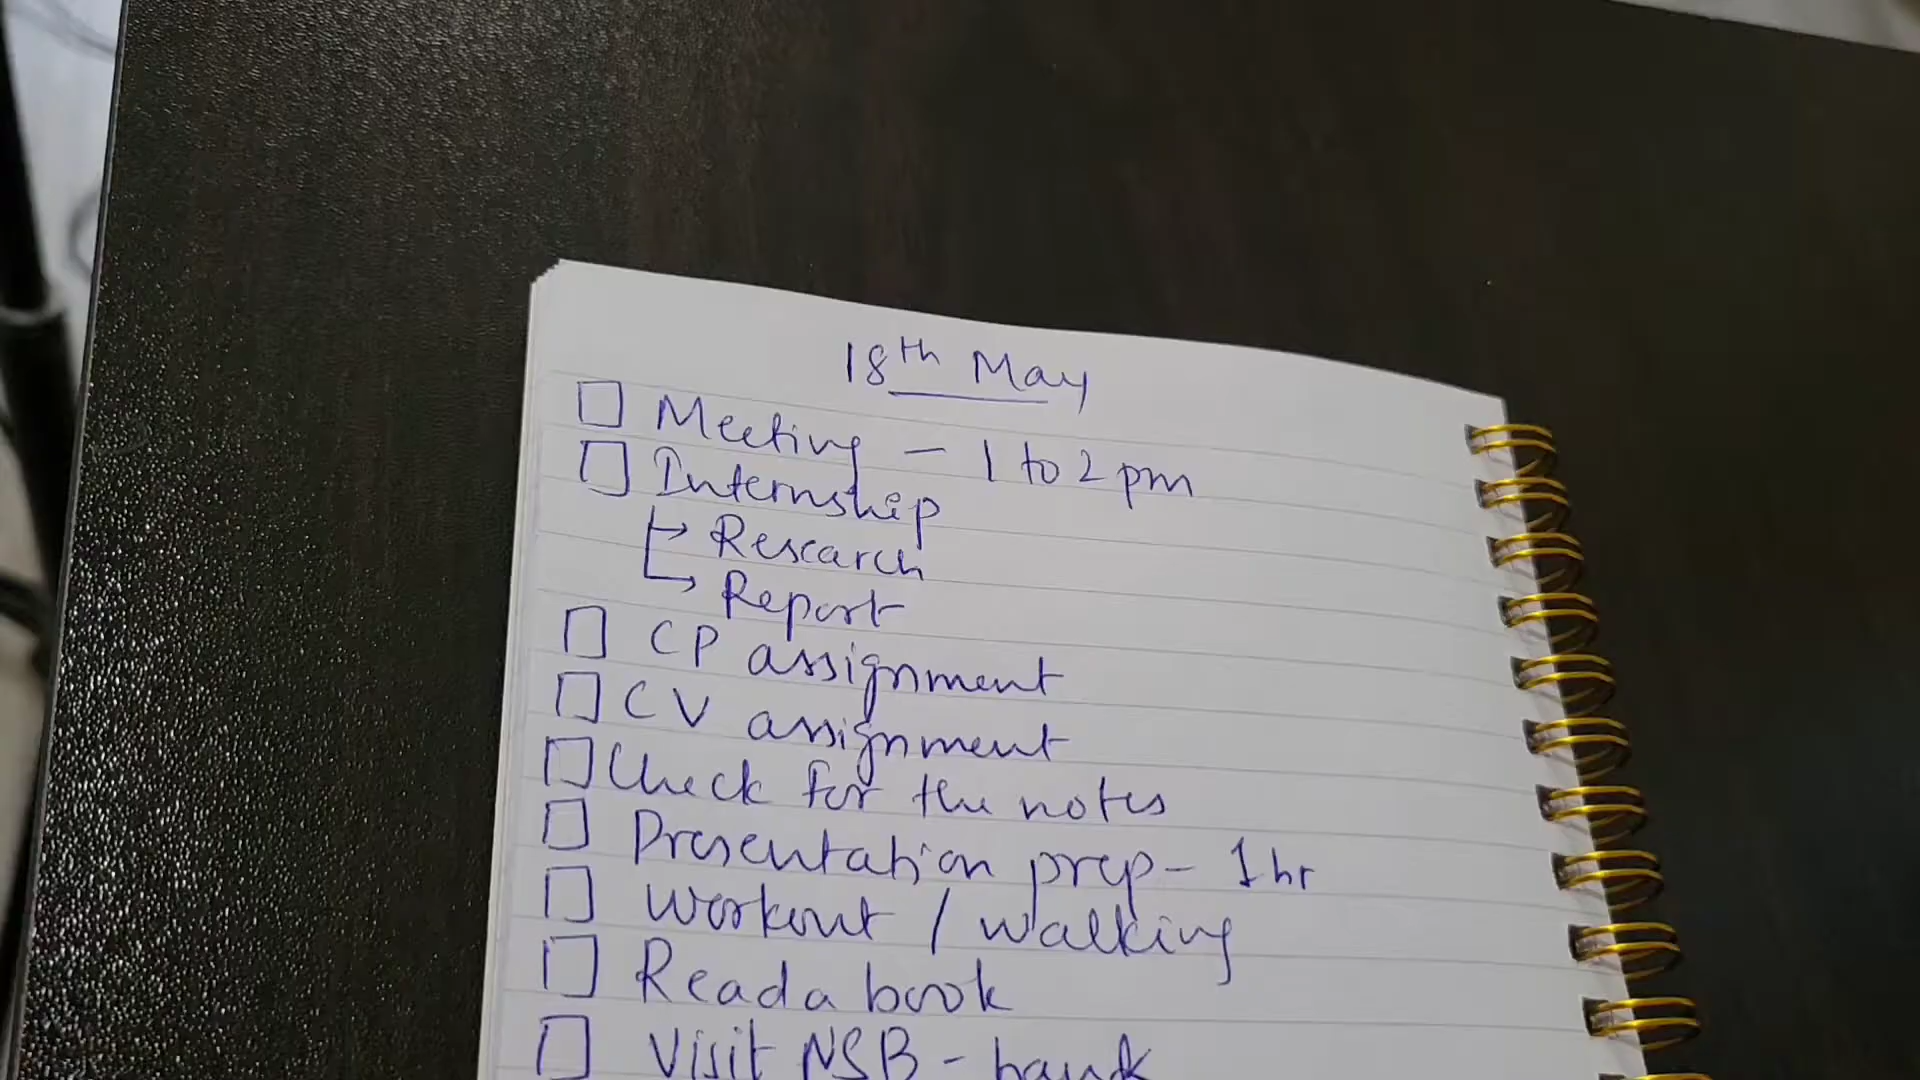 18th May
Meeting - 1 to 2 pm
Internship
Research
Report
CP assignment
CV assignment
Check for the notes
Presentation prep - 1 hr
Workout / walking
Read a book
Visit NSB - bank